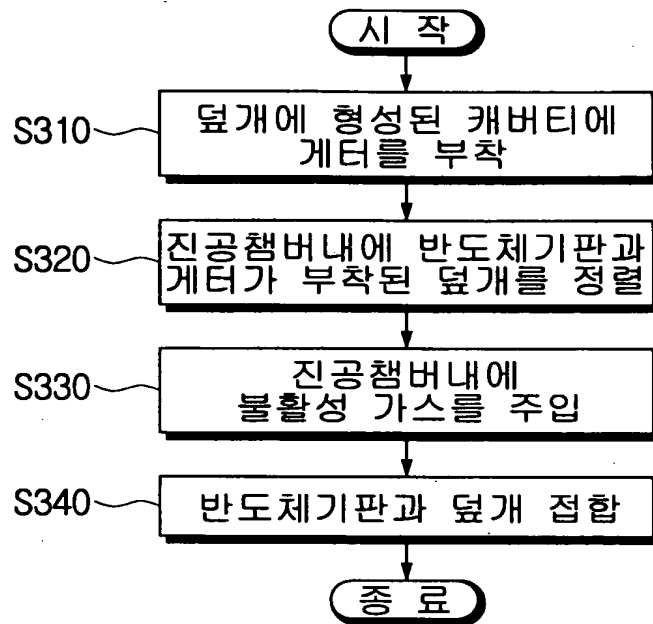 시 작
S310
덮개에 형성된 캐버티에
게터를 부착
S320
진공챔버내에 반도체기판과
게터가 부착된 덮개를 정렬
S330
진공챔버내에
불활성 가스를 주입
S340
반도체기판과 덮개 접합
종 료